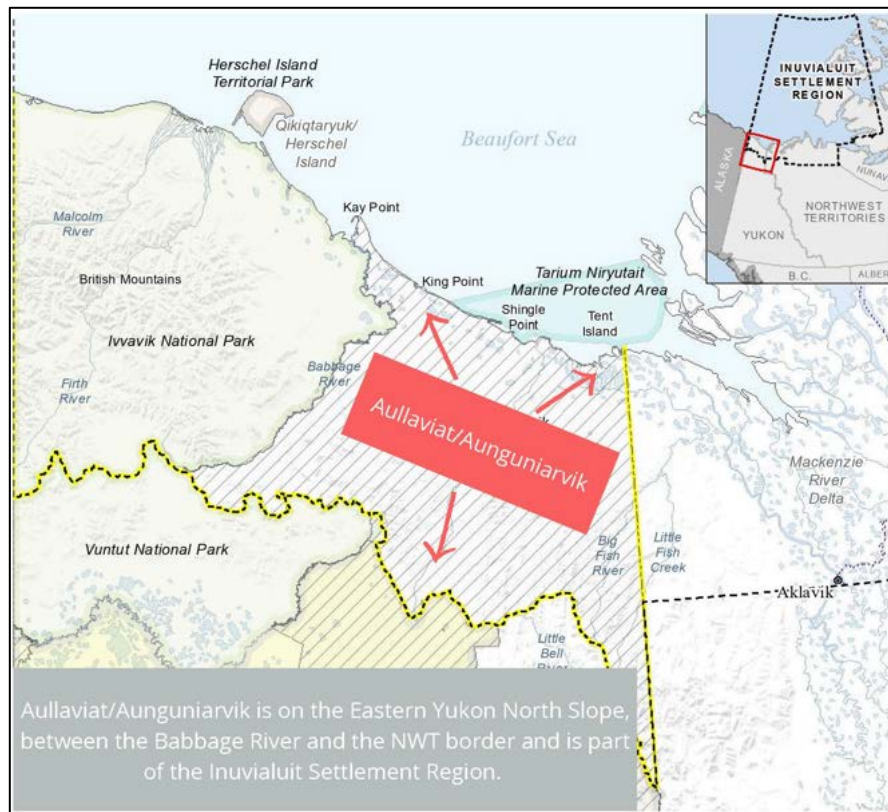 Herschel Island
Territorial Park
Qikiqtaryuk/
Herschel
Island
Beaufort Sea
INUVIALUIT
SETTLEMENT
REGION
ALASKA
NUNAV
NORTHWEST
TERRITORIES
YUKON
B.C.
ALBER
Malcolm
River
Kay Point
British Mountains
King Point
Tarium Niryutait
Marine Protected Area
Shingle
Point
Tent
Island
Ivvavik National Park
Babbage
River
Firth
River
Aullaviat/Aunguniarvik
Mackenzie
River
Delta
Vuntut National Park
Big
Fish
River
Little
Fish
Creek
Aklavik
Little
Bell
River
Aullaviat/Aunguniarvik is on the Eastern Yukon North Slope,
between the Babbage River and the NWT border and is part
of the Inuvialuit Settlement Region.